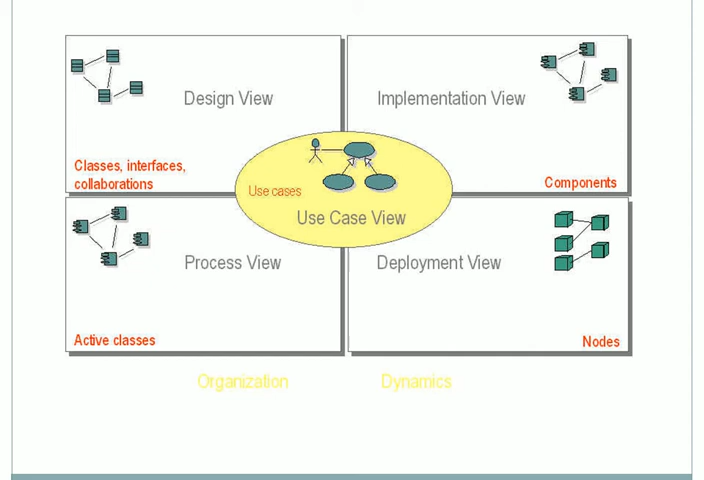 Design View
Implementation View
Classes, interfaces,
collaborations
Components
Use cases
Use Case View
Process View
Deployment View
Active classes
Nodes
Organization
Dynamics